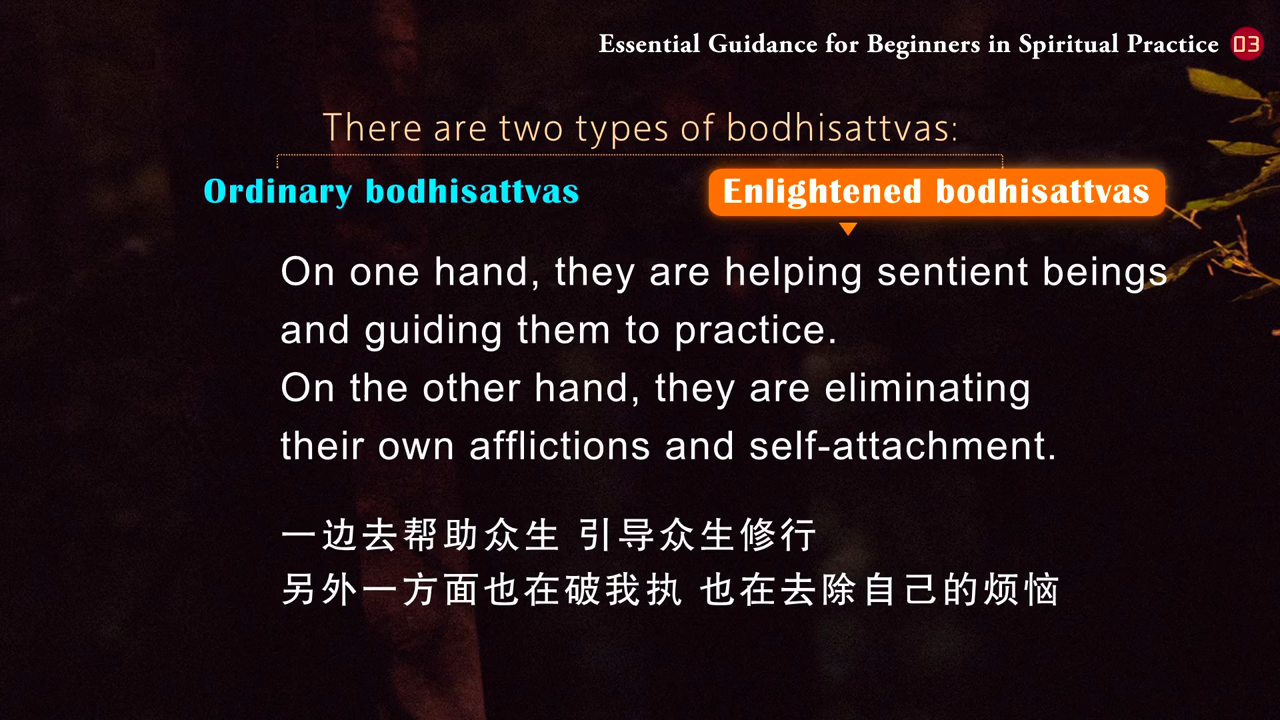 Essential Guidance for Beginners in Spiritual Practice 03
There are two types of bodhisattvas:
Ordinary bodhisattvas
Enlightened bodhisattvas
On one hand, they are helping sentient beings
and guiding them to practice.
On the other hand, they are eliminating
their own afflictions and self-attachment.
一边去帮助众生 引导众生修行
另外一方面也在破我执 也在去除自己的烦恼